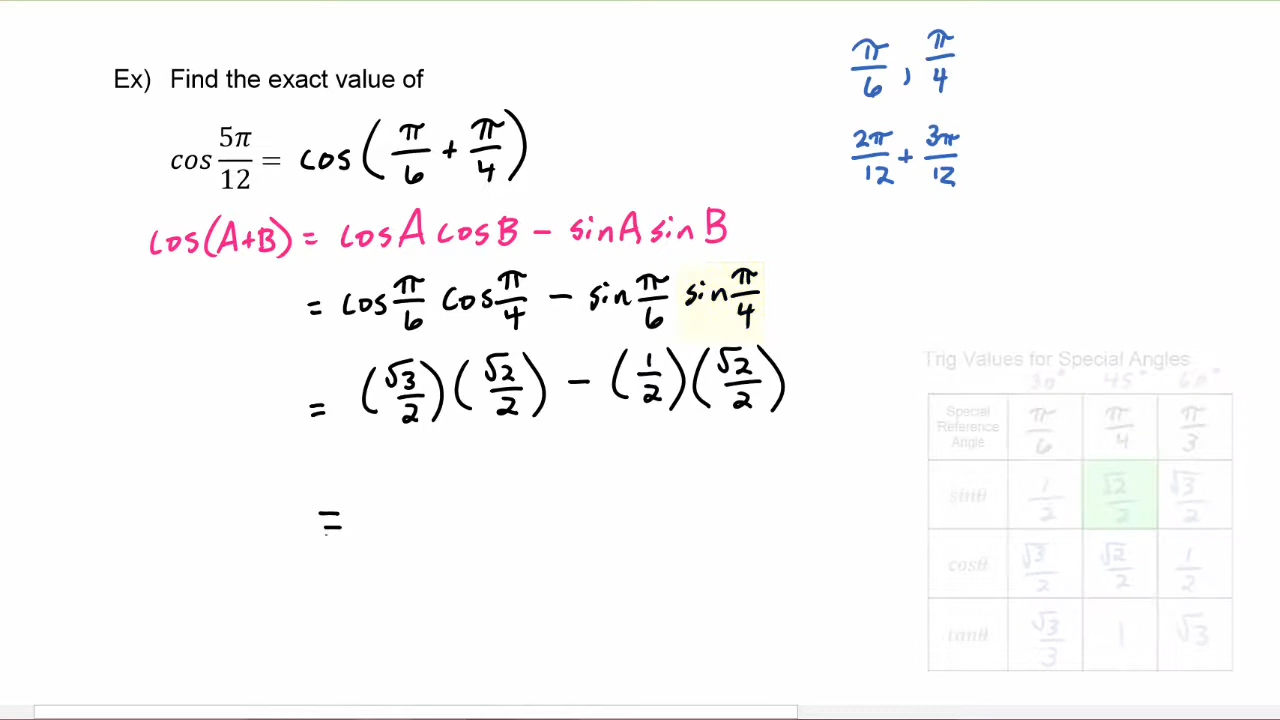 Ex) Find the exact value of
cos 5π/12 = cos(π/6 + π/4)
cos(A+B) = cosA cosB − sinA sinB
= cos π/6 cos π/4 − sin π/6 sin π/4
= (√3/2)(√2/2) − (1/2)(√2/2)
=
π/6 , π/4
2π/12 + 3π/12
Trig Values for Special Angles
30° 45° 60°
Special Reference Angle π/6 π/4 π/3
sinθ 1/2 √2/2 √3/2
cosθ √3/2 √2/2 1/2
tanθ √3/3 1 √3